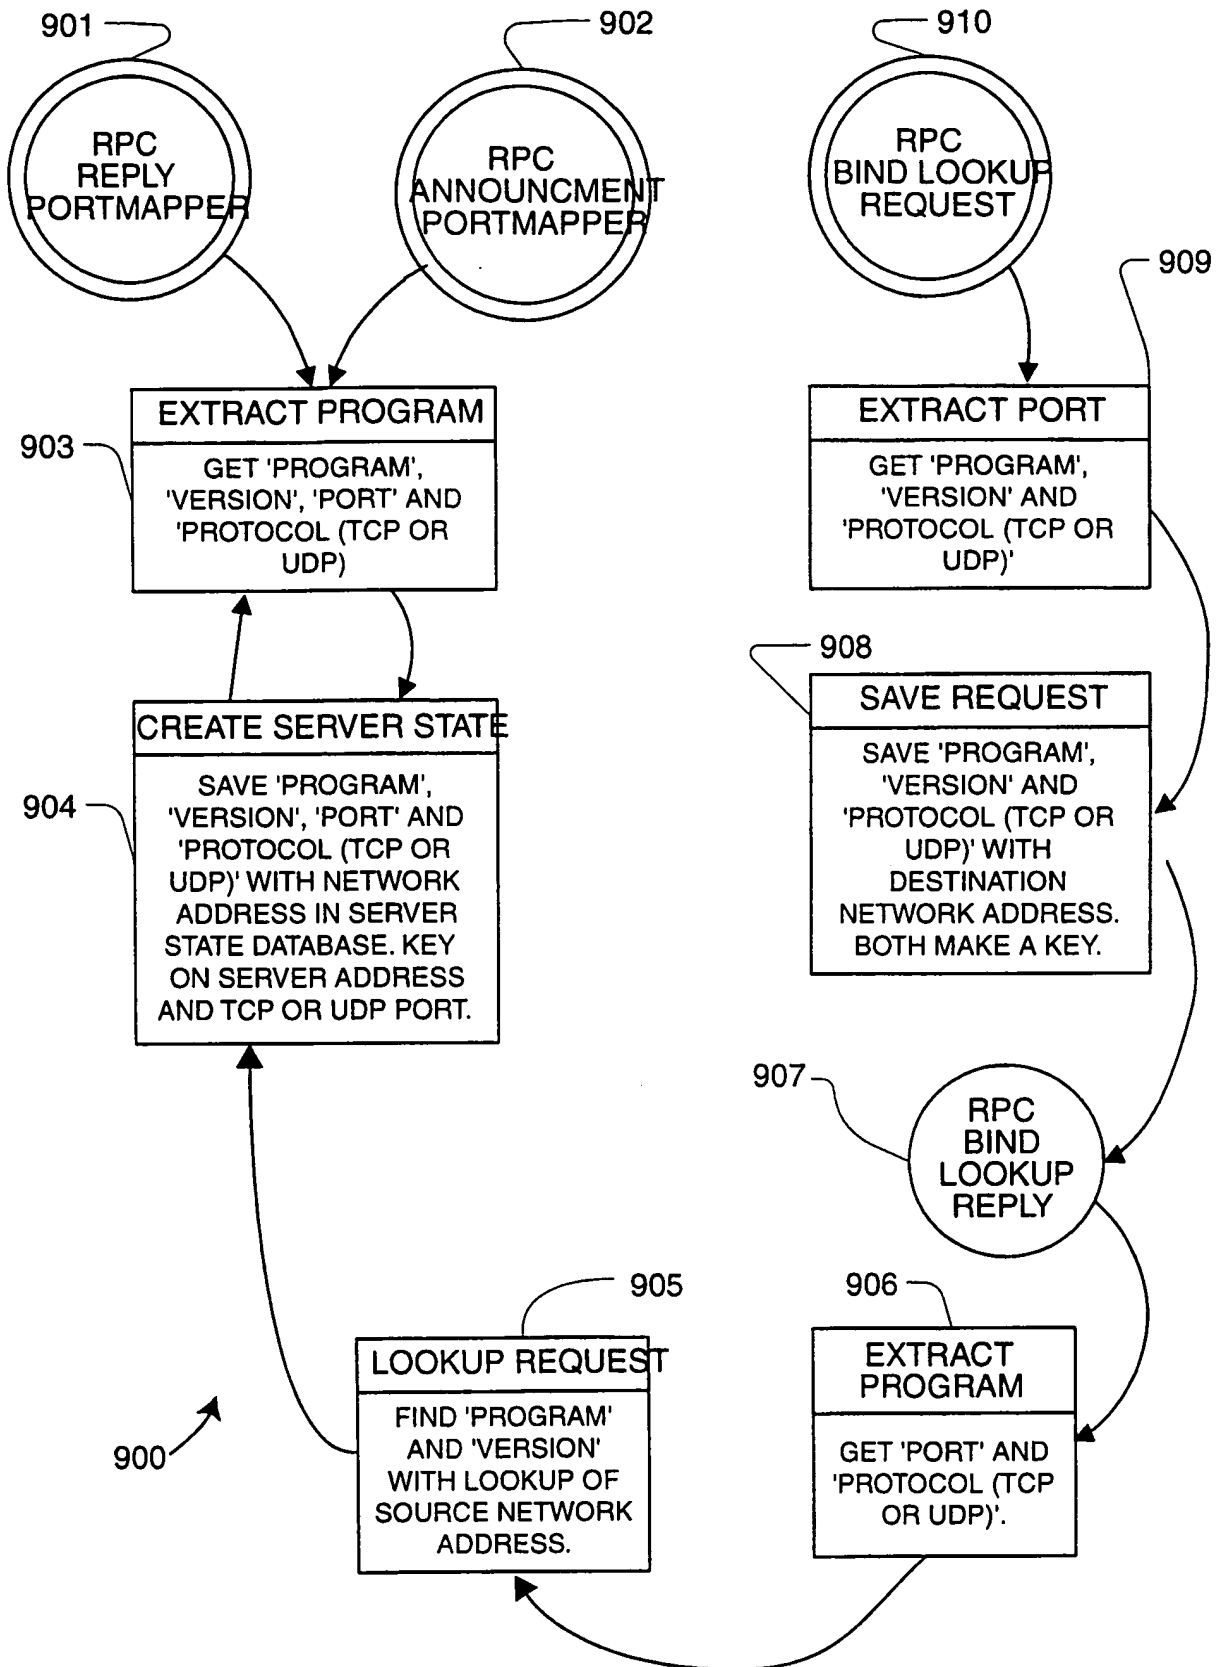 901
902
910
RPC
REPLY
PORTMAPPER
RPC
ANNOUNCMENT
PORTMAPPER
RPC
BIND LOOKUP
REQUEST
909
EXTRACT PROGRAM
903
GET 'PROGRAM',
'VERSION', 'PORT' AND
'PROTOCOL (TCP OR
UDP)
EXTRACT PORT
GET 'PROGRAM',
'VERSION' AND
'PROTOCOL (TCP OR
UDP)'
908
CREATE SERVER STATE
904
SAVE 'PROGRAM',
'VERSION', 'PORT' AND
'PROTOCOL (TCP OR
UDP)' WITH NETWORK
ADDRESS IN SERVER
STATE DATABASE. KEY
ON SERVER ADDRESS
AND TCP OR UDP PORT.
SAVE REQUEST
SAVE 'PROGRAM',
'VERSION' AND
'PROTOCOL (TCP OR
UDP)' WITH
DESTINATION
NETWORK ADDRESS.
BOTH MAKE A KEY.
907
RPC
BIND
LOOKUP
REPLY
905
906
LOOKUP REQUEST
FIND 'PROGRAM'
AND 'VERSION'
WITH LOOKUP OF
SOURCE NETWORK
ADDRESS.
EXTRACT
PROGRAM
GET 'PORT' AND
'PROTOCOL (TCP
OR UDP)'.
900